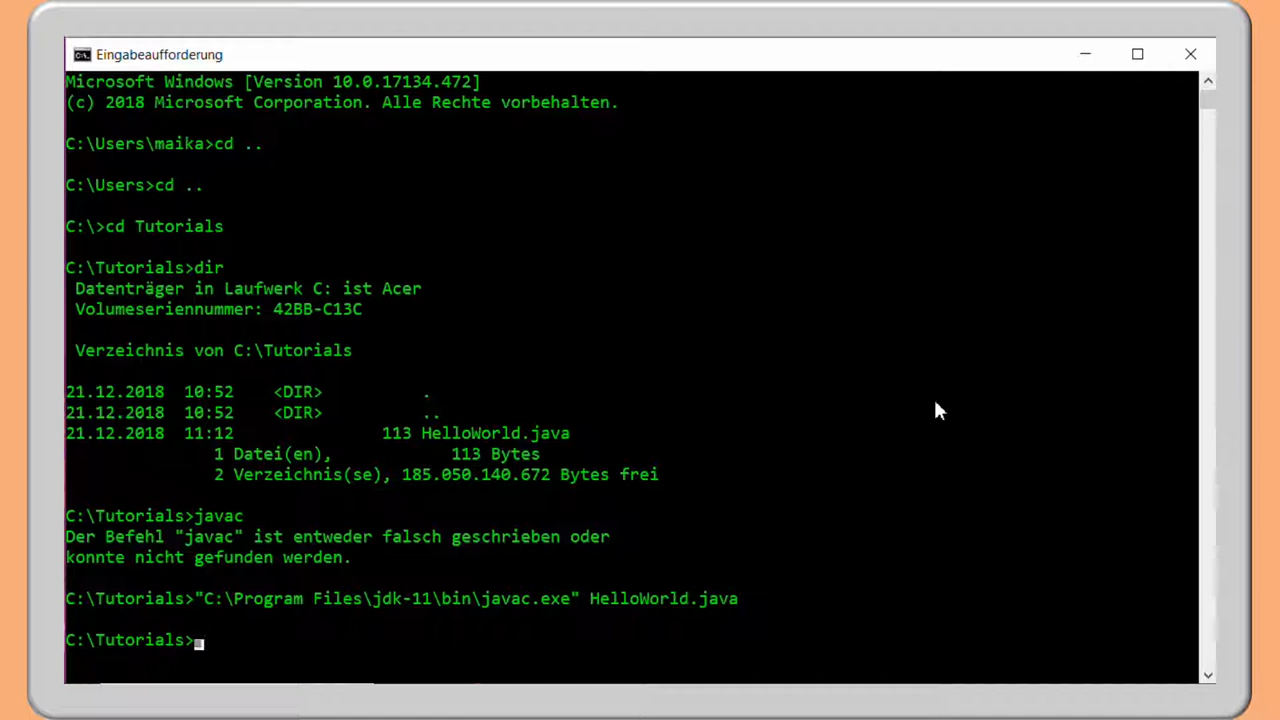 Eingabeaufforderung
Microsoft Windows [Version 10.0.17134.472]
(c) 2018 Microsoft Corporation. Alle Rechte vorbehalten.
C:\Users\maika>cd ..
C:\Users>cd ..
C:\>cd Tutorials
C:\Tutorials>dir
Datenträger in Laufwerk C: ist Acer
Volumeseriennummer: 42BB-C13C
Verzeichnis von C:\Tutorials
21.12.2018 10:52 <DIR> .
21.12.2018 10:52 <DIR> ..
21.12.2018 11:12 113 HelloWorld.java
1 Datei(en), 113 Bytes
2 Verzeichnis(se), 185.050.140.672 Bytes frei
C:\Tutorials>javac
Der Befehl "javac" ist entweder falsch geschrieben oder
konnte nicht gefunden werden.
C:\Tutorials>"C:\Program Files\jdk-11\bin\javac.exe" HelloWorld.java
C:\Tutorials>